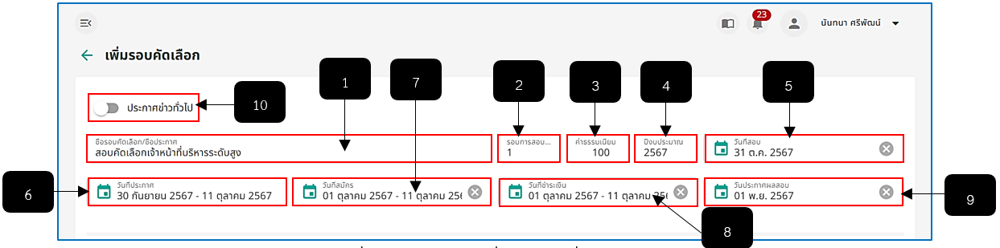 23
นันทนา ศรีพัฒน์
เพิ่มรอบคัดเลือก
1
7
2
3
4
5
10
ประกาศข่าวทั่วไป
ชื่อรอบคัดเลือก/ชื่อประกาศ
สอบคัดเลือกเจ้าหน้าที่บริหารระดับสูง
รอบการสอบ...
1
ค่าธรรมเนียม
100
ปีงบประมาณ
2567
วันที่สอบ
31 ต.ค. 2567
6
วันที่ประกาศ
30 กันยายน 2567 - 11 ตุลาคม 2567
วันที่สมัคร
01 ตุลาคม 2567 - 11 ตุลาคม 256
วันที่ชำระเงิน
01 ตุลาคม 2567 - 11 ตุลาคม 256
วันประกาศผลสอบ
01 พ.ย. 2567
9
8